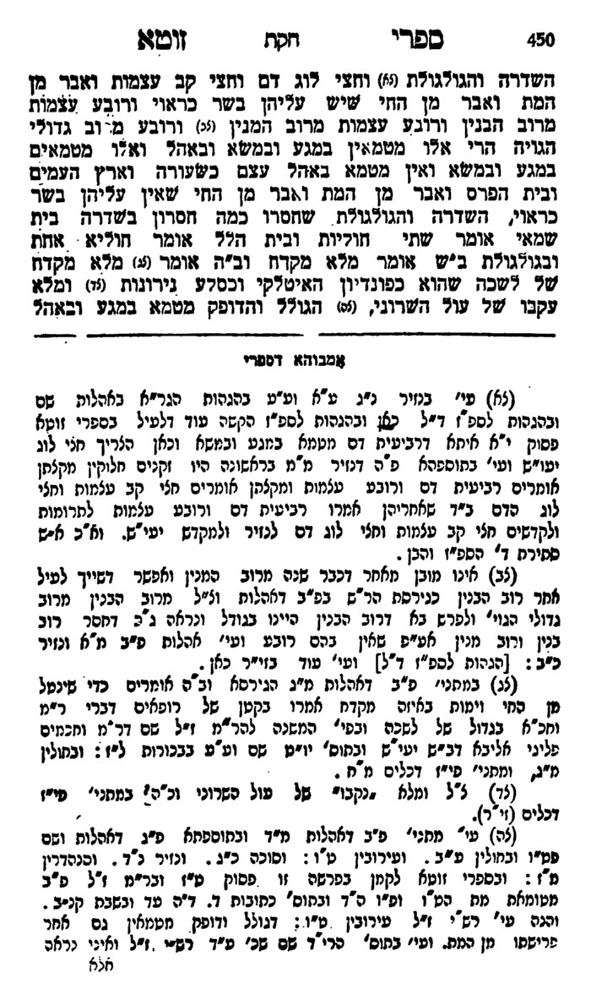 450 ספרי חקת זוטא
השדרה והגולגולת (לא) וחצי לוג דם וחצי קב עצמות ואבר מן
המת ואבר מן החי שיש עליהן בשר כראוי ורובע עצמות
מרוב הבנין ורובע עצמות מרוב המנין (לב) ורובע מרוב גדולי
הגויה הרי אלו מטמאין במגע ובמשא ובאהל ואלו מטמאים
במגע ובמשא ואין מטמא באהל עצם כשעורה וארץ העמים
ובית הפרס ואבר מן המת ואבר מן החי שאין עליהן בשר
כראוי, השדרה והגולגולת שחסרו כמה חסרון בשדרה בית
שמאי אומר שתי חוליות ובית הלל אומר חוליא אחת
ובגולגולת ב״ש אומר מלא מקדח וב״ה אומר (לג) מלא מקדח
של לשכה שהוא כפונדיון האיטלקי וכסלע נירונות (לד) ומלא
עקבו של עול השרוני, (לה) הגולל והדופק מטמא במגע ובאהל
אמבוהא דספרי
(לא) עי׳ בנזיר נ״ג ע״א וע״ע בהגהות הגר״א באהלות שם
ובהגהות לספ״ז ד״ל כאן ובהגהות לספ״ז הקשה עוד דלעיל בספרי זוטא
פסוק י״א איתא דרביעית דם מטמא במגע ובמשא וכאן הצריך חצי לוג
יעו״ש ועי׳ בתוספתא פ״ה דנזיר מ״מ בראשונה היו זקנים חלוקין מקצתן
אומרים רביעית דם ורובע עצמות ומקצתן אומרים חצי קב עצמות וחצי
לוג הדם ב״ד שאחריהן אמרו רביעית דם ורובע עצמות לתרומות
ולקדשים חצי קב עצמות וחצי לוג דם לנזיר ולמקדש יעי״ש. וא״כ א״ש
סתירת ד׳ הספ״ז והבן.
(לב) אינו מובן מאחר דכבר שנה מרוב המנין ואפשר דשייך לעיל
אחר רוב הבנין כגירסת הר״ש בפ״ב דאהלות וצ״ל מרוב הבנין מרוב
גדולי הגוי׳ ולפרש בא דרוב הבנין היינו בגודל ונראה ג״כ דחסר רוב
בנין ורוב מנין אע״פ שאין בהם רובע ועי׳ אהלות פ״ב מ״א ונזיר
נ״ב: [הגהות לספ״ז ד״ל] ועי׳ עוד בזי״ר כאן.
(לג) במתני׳ פ״ב דאהלות מ״ג הגירסא וב״ה אומרים כדי שינטל
מן החי וימות באיזה מקדח אמרו בקטן של רופאים דברי ר״מ
וחכ״א בגדול של לשכה ובפי׳ המשנה להר״מ ז״ל שם דר״מ וחכמים
פליגי אליבא דב״ש יעי״ש ובתוס׳ יו״ט שם וע״ע בבכורות ל״ז: ובחולין
מ״ג, ומתני׳ פי״ז דכלים מ״ח.
(לד) צ״ל ומלא ״נקבו״ של עול השרוני וכ״ה במתני׳ פי״ז
דכלים (זי״ר).
(לה) עי׳ מתני׳ פ״ב דאהלות מ״ד ובתוספתא פ״ג דאהלות ושם
פט״ו ובחולין ע״ב. ועירובין ט״ו: וסוכה כ״ג. ונזיר נ״ד. וסנהדרין
מ״ז: ובספרי זוטא לקמן בפרשה זו פסוק ט״ז ובר״מ ז״ל פ״ב
מטומאת מת הט״ו ופ״ו ה״ד ובתוס׳ כתובות ד. ד״ה עד ובשבת קנ״ב.
והנה עי׳ רש״י ז״ל עירובין ט״ו: דגולל ודופק מטמאין גם אחר
פרישתו מן המת. ועי׳ בתוס׳ הרי״ד שם שכ׳ ע״ד רש״י ז״ל ואיני נראה
אלא